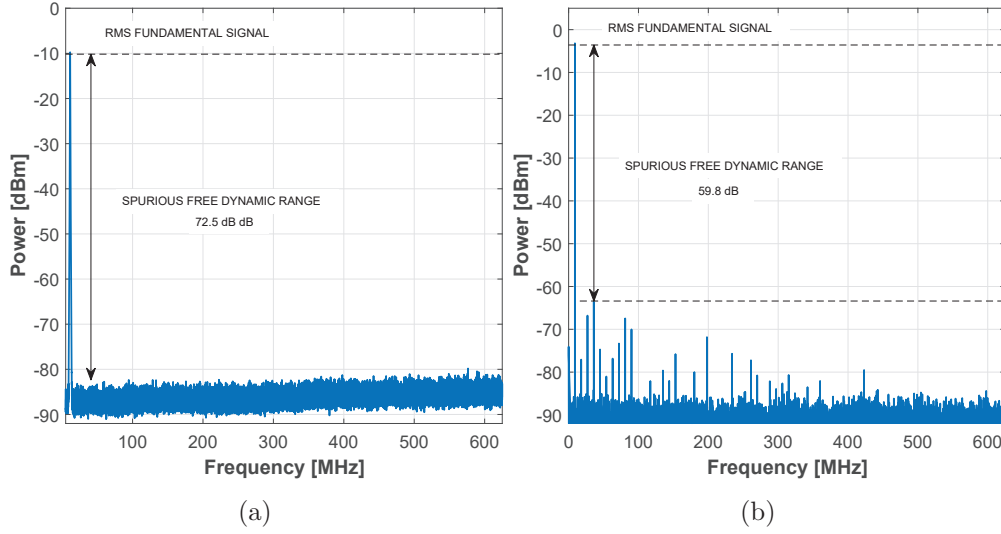 0
-10
-20
-30
-40
-50
-60
-70
-80
-90
Power [dBm]
RMS FUNDAMENTAL SIGNAL
SPURIOUS FREE DYNAMIC RANGE
72.5 dB dB
100 200 300 400 500 600
Frequency [MHz]
(a)
0
-10
-20
-30
-40
-50
-60
-70
-80
-90
Power [dBm]
RMS FUNDAMENTAL SIGNAL
SPURIOUS FREE DYNAMIC RANGE
59.8 dB
0 100 200 300 400 500 600
Frequency [MHz]
(b)